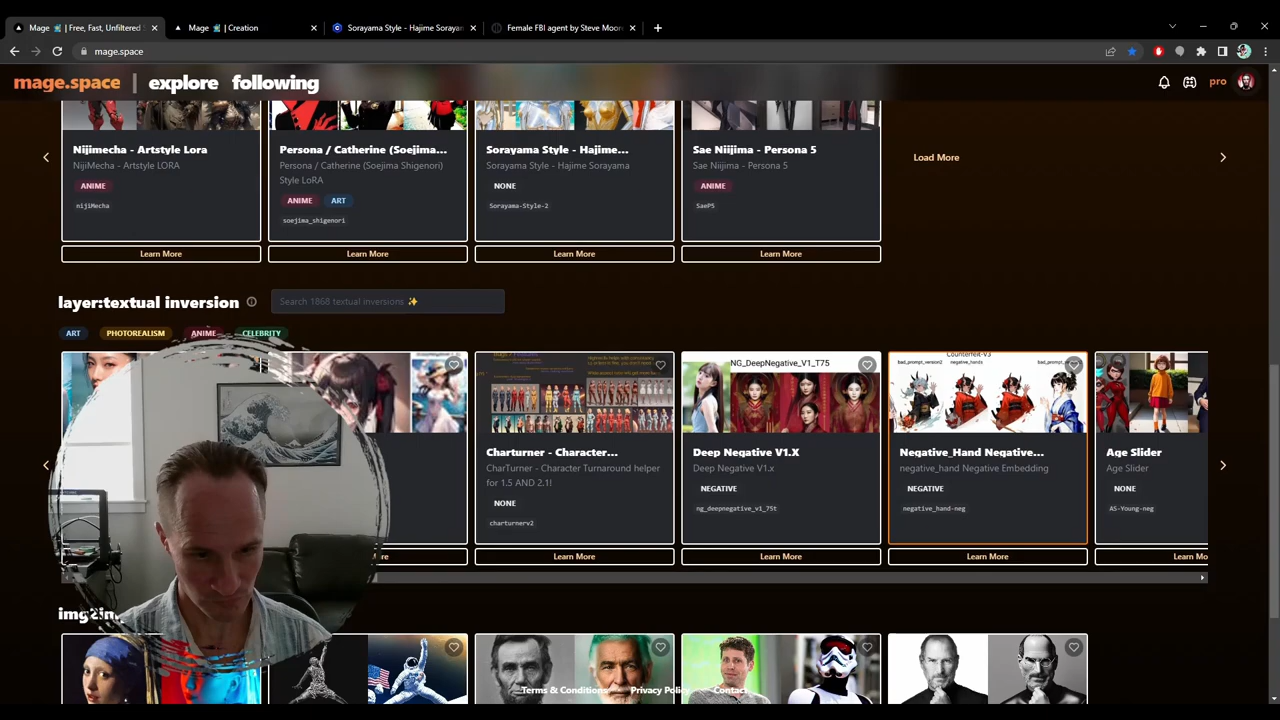 Mage | Free, Fast, Unfiltered
Mage | Creation
Sorayama Style - Hajime Sorayam
Female FBI agent by Steve Moore
mage.space
mage.space | explore following
pro
Nijimecha - Artstyle Lora
NijiMecha - Artstyle LORA
ANIME
nijiMecha
Learn More
Persona / Catherine (Soejima...
Persona / Catherine (Soejima Shigenori)
Style LoRA
ANIME ART
soejima_shigenori
Learn More
Sorayama Style - Hajime...
Sorayama Style - Hajime Sorayama
NONE
Sorayama-Style-2
Learn More
Sae Niijima - Persona 5
Sae Niijima - Persona 5
ANIME
SaeP5
Learn More
Load More
layer:textual inversion
Search 1868 textual inversions ✨
ART PHOTOREALISM ANIME CELEBRITY
Charturner - Character...
CharTurner - Character Turnaround helper
for 1.5 AND 2.1!
NONE
charturnerv2
Learn More
NG_DeepNegative_V1_T75
Deep Negative V1.X
Deep Negative V1.x
NEGATIVE
ng_deepnegative_v1_75t
Learn More
Counterfeit-V3
bad_prompt_version2 negative_hands
Negative_Hand Negative...
negative_hand Negative Embedding
NEGATIVE
negative_hand-neg
Learn More
Age Slider
Age Slider
NONE
AS-Young-neg
Learn Mo
Terms & Conditions Privacy Policy Contact